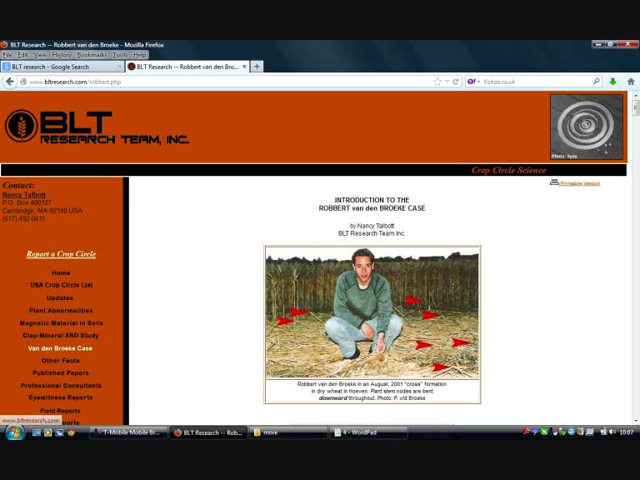 BLT Research -- Robbert van den Broeke - Mozilla Firefox
File Edit View History Bookmarks Tools Help
BLT research - Google Search
BLT Research -- Robbert van den Bro...
www.bltresearch.com/robbert.php
Yahoo.co.uk
BLT
RESEARCH TEAM, INC.
Crop Circle Science
Contact:
Nancy Talbott
P.O. Box 400127
Cambridge, MA 02140 USA
(617) 492-0415
Report a Crop Circle
Home
USA Crop Circle List
Updates
Plant Abnormalities
Magnetic Material in Soils
Clay-Mineral XRD Study
Van den Broeke Case
Other Facts
Published Papers
Professional Consultants
Eyewitness Reports
Field Reports
Printable Version
INTRODUCTION TO THE
ROBBERT van den BROEKE CASE
by Nancy Talbott
BLT Research Team Inc.
Robbert van den Broeke in an August, 2001 "cross" formation
in dry wheat in Hoeven. Plant stem nodes are bent
downward throughout. Photo: P. vd Broeke
www.bltresearch.com
T-Mobile Mobile Br...
BLT Research -- Rob...
more
4 - WordPad
10:07